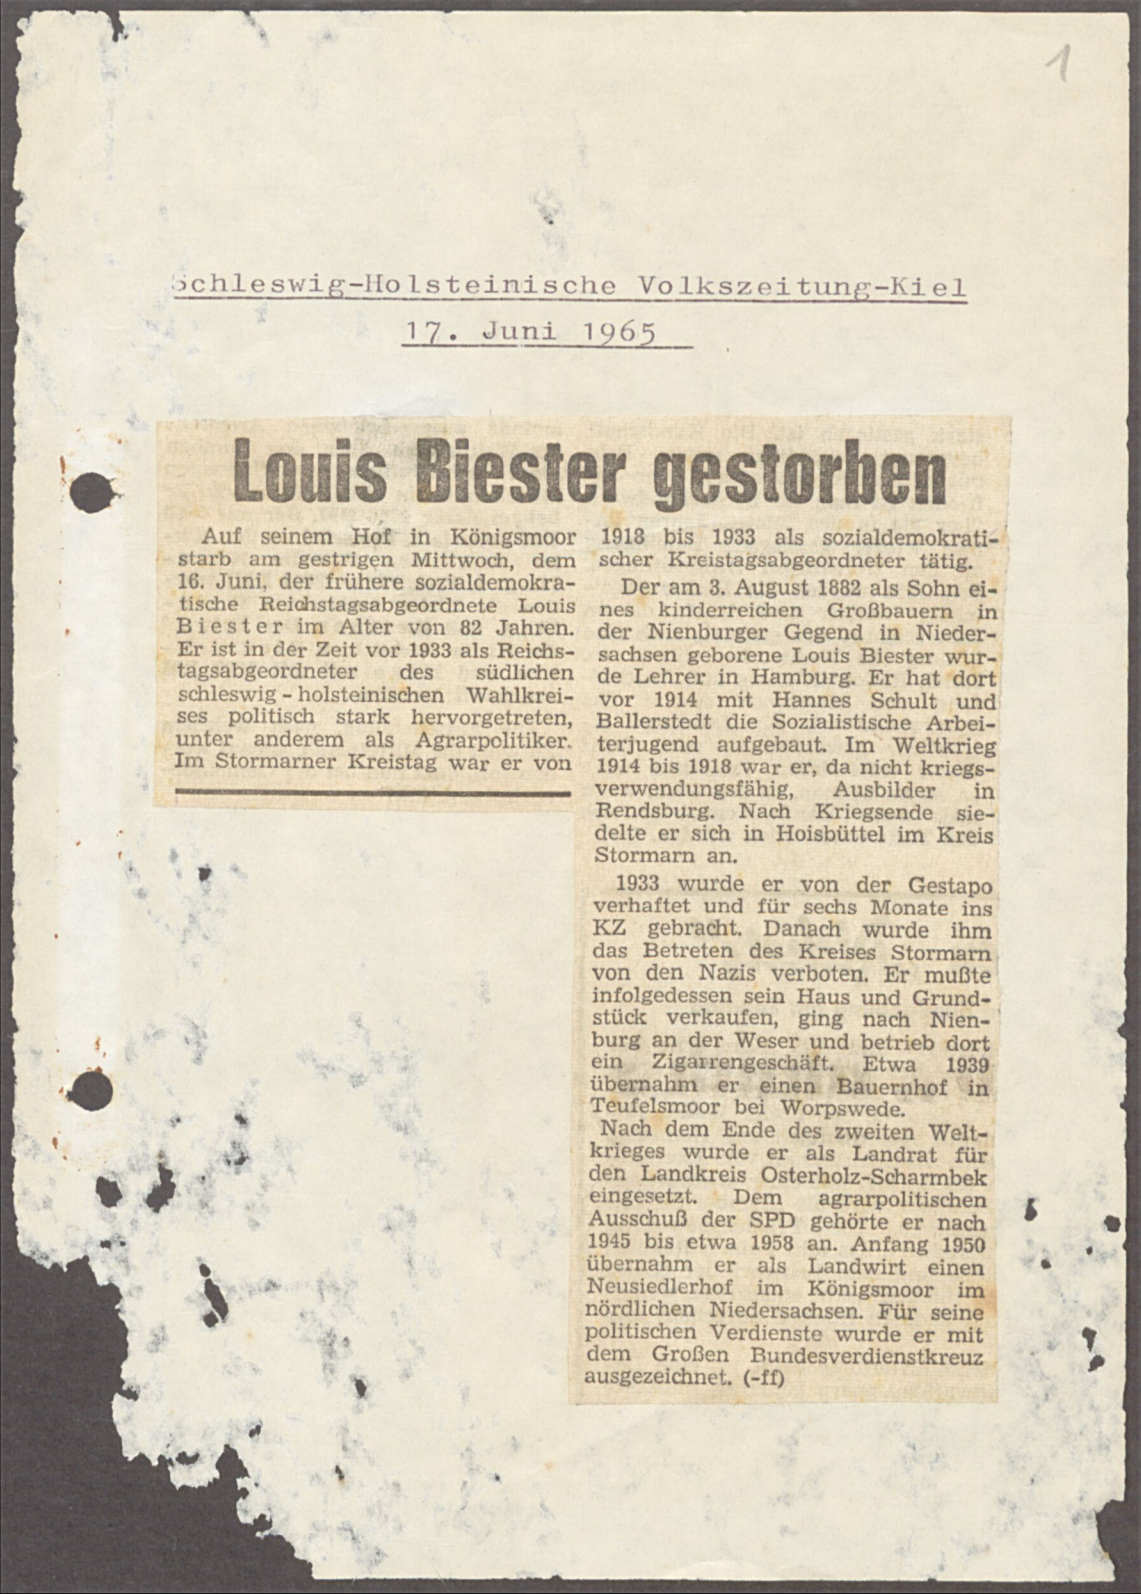 1
Schleswig-Holsteinische Volkszeitung-Kiel
17. Juni 1965
Louis Biester gestorben
Auf seinem Hof in Königsmoor
starb am gestrigen Mittwoch, dem
16. Juni, der frühere sozialdemokra-
tische Reichstagsabgeordnete Louis
Biester im Alter von 82 Jahren.
Er ist in der Zeit vor 1933 als Reichs-
tagsabgeordneter des südlichen
schleswig-holsteinischen Wahlkrei-
ses politisch stark hervorgetreten,
unter anderem als Agrarpolitiker.
Im Stormarner Kreistag war er von
1918 bis 1933 als sozialdemokrati-
scher Kreistagsabgeordneter tätig.
Der am 3. August 1882 als Sohn ei-
nes kinderreichen Großbauern in
der Nienburger Gegend in Nieder-
sachsen geborene Louis Biester wur-
de Lehrer in Hamburg. Er hat dort
vor 1914 mit Hannes Schult und
Ballerstedt die Sozialistische Arbei-
terjugend aufgebaut. Im Weltkrieg
1914 bis 1918 war er, da nicht kriegs-
verwendungsfähig, Ausbilder in
Rendsburg. Nach Kriegsende sie-
delte er sich in Hoisbüttel im Kreis
Stormarn an.
1933 wurde er von der Gestapo
verhaftet und für sechs Monate ins
KZ gebracht. Danach wurde ihm
das Betreten des Kreises Stormarn
von den Nazis verboten. Er mußte
infolgedessen sein Haus und Grund-
stück verkaufen, ging nach Nien-
burg an der Weser und betrieb dort
ein Zigarrengeschäft. Etwa 1939
übernahm er einen Bauernhof in
Teufelsmoor bei Worpswede.
Nach dem Ende des zweiten Welt-
krieges wurde er als Landrat für
den Landkreis Osterholz-Scharmbek
eingesetzt. Dem agrarpolitischen
Ausschuß der SPD gehörte er nach
1945 bis etwa 1958 an. Anfang 1950
übernahm er als Landwirt einen
Neusiedlerhof im Königsmoor im
nördlichen Niedersachsen. Für seine
politischen Verdienste wurde er mit
dem Großen Bundesverdienstkreuz
ausgezeichnet. (-ff)